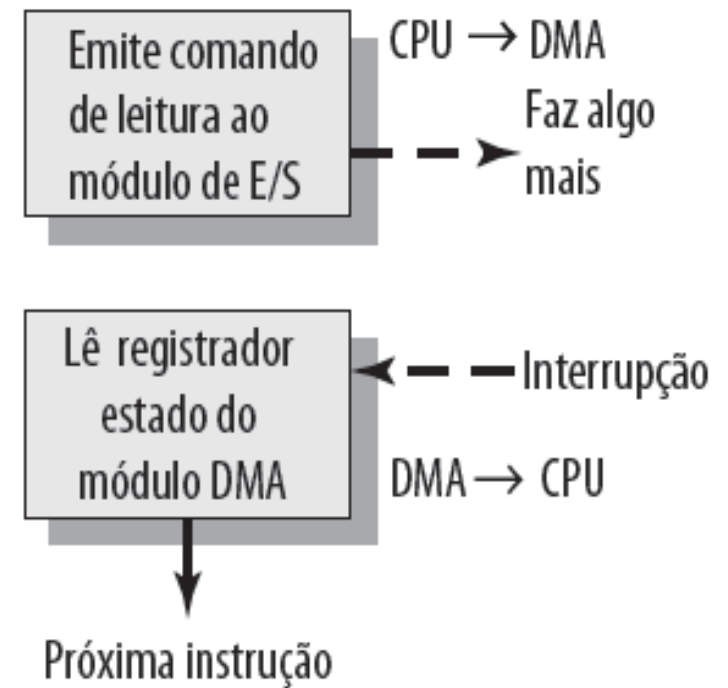 Emite comando
de leitura ao
módulo de E/S
CPU → DMA
Faz algo
mais
Lê registrador
estado do
módulo DMA
Interrupção
DMA → CPU
Próxima instrução